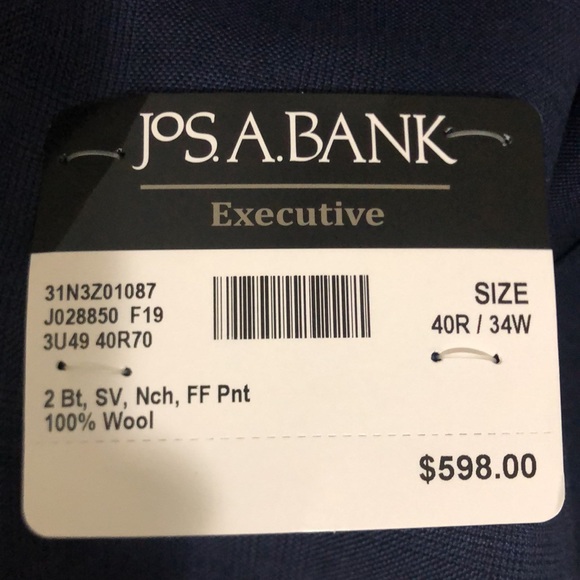 JOS. A. BANK
Executive
31N3Z01087
J028850 F19
3U49 40R70
SIZE
40R / 34W
2 Bt, SV, Nch, FF Pnt
100% Wool
$598.00